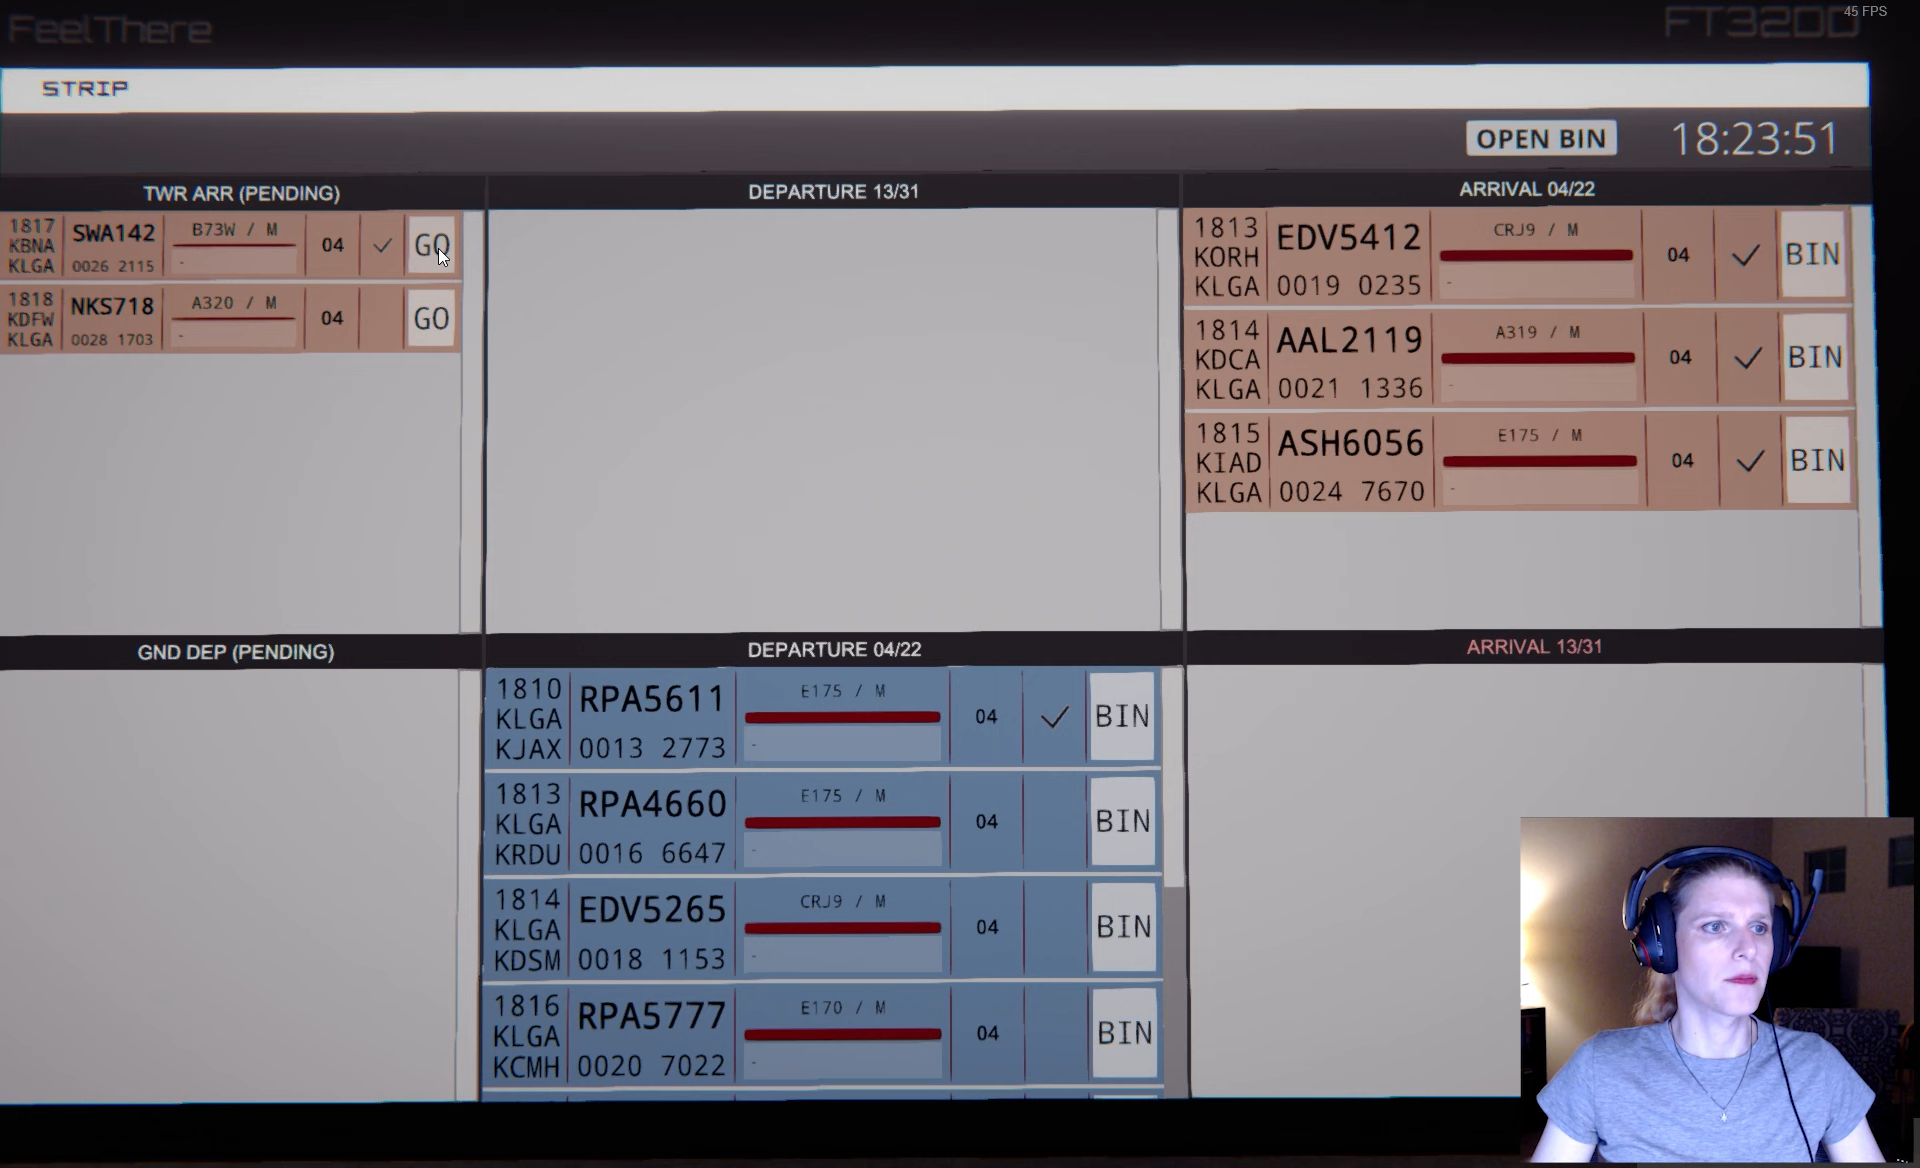 FeelThere
FT3200
45 FPS
STRIP
OPEN BIN
18:23:51
TWR ARR (PENDING)
1817
KBNA
KLGA
SWA142
0026 2115
B73W / M
-
04
✓
GO
1818
KDFW
KLGA
NKS718
0028 1703
A320 / M
-
04
GO
DEPARTURE 13/31
ARRIVAL 04/22
1813
KORH
KLGA
EDV5412
0019 0235
CRJ9 / M
-
04
✓
BIN
1814
KDCA
KLGA
AAL2119
0021 1336
A319 / M
-
04
✓
BIN
1815
KIAD
KLGA
ASH6056
0024 7670
E175 / M
-
04
✓
BIN
GND DEP (PENDING)
DEPARTURE 04/22
1810
KLGA
KJAX
RPA5611
0013 2773
E175 / M
-
04
✓
BIN
1813
KLGA
KRDU
RPA4660
0016 6647
E175 / M
-
04
BIN
1814
KLGA
KDSM
EDV5265
0018 1153
CRJ9 / M
-
04
BIN
1816
KLGA
KCMH
RPA5777
0020 7022
E170 / M
-
04
BIN
ARRIVAL 13/31